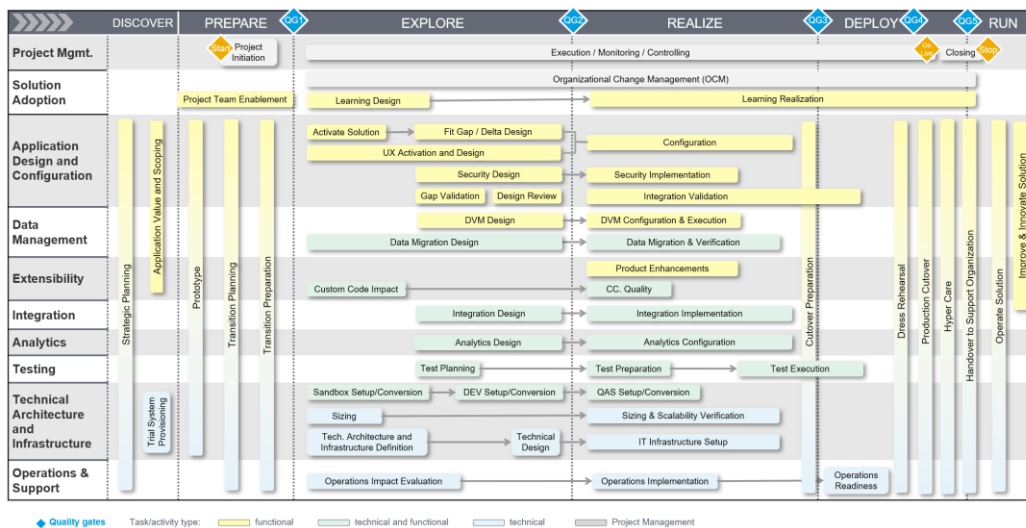 DISCOVER PREPARE QG1 EXPLORE QG2 REALIZE QG3 DEPLOY QG4 QG5 RUN
Project Mgmt.
Start
Project
Initiation
Execution / Monitoring / Controlling
Go
Live
Closing
Stop
Solution
Adoption
Organizational Change Management (OCM)
Project Team Enablement
Learning Design
Learning Realization
Application
Design and
Configuration
Activate Solution
Fit Gap / Delta Design
Configuration
UX Activation and Design
Security Design
Security Implementation
Gap Validation
Design Review
Integration Validation
Data
Management
DVM Design
DVM Configuration & Execution
Data Migration Design
Data Migration & Verification
Extensibility
Product Enhancements
Custom Code Impact
CC. Quality
Integration
Integration Design
Integration Implementation
Analytics
Analytics Design
Analytics Configuration
Testing
Test Planning
Test Preparation
Test Execution
Technical
Architecture
and
Infrastructure
Sandbox Setup/Conversion
DEV Setup/Conversion
QAS Setup/Conversion
Sizing
Sizing & Scalability Verification
Tech. Architecture and
Infrastructure Definition
Technical
Design
IT Infrastructure Setup
Operations &
Support
Operations Impact Evaluation
Operations Implementation
Operations
Readiness
Strategic Planning
Application Value and Scoping
Trial System
Provisioning
Prototype
Transition Planning
Transition Preparation
Cutover Preparation
Dress Rehearsal
Production Cutover
Hyper Care
Handover to Support Organization
Operate Solution
Improve & Innovate Solution
Quality gates Task/activity type: functional technical and functional technical Project Management